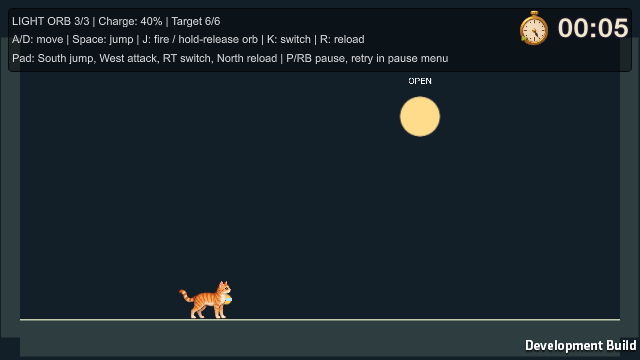 LIGHT ORB 3/3 | Charge: 40% | Target 6/6
00:05
A/D: move | Space: jump | J: fire / hold-release orb | K: switch | R: reload
Pad: South jump, West attack, RT switch, North reload | P/RB pause, retry in pause menu
OPEN
Development Build